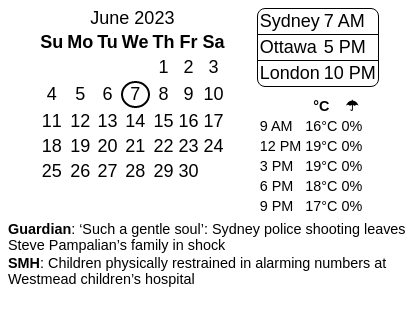 June 2023
Su Mo Tu We Th Fr Sa
1 2 3
4 5 6 7 8 9 10
11 12 13 14 15 16 17
18 19 20 21 22 23 24
25 26 27 28 29 30
Sydney 7 AM
Ottawa 5 PM
London 10 PM
°C ☂
9 AM 16°C 0%
12 PM 19°C 0%
3 PM 19°C 0%
6 PM 18°C 0%
9 PM 17°C 0%
Guardian: ‘Such a gentle soul’: Sydney police shooting leaves
Steve Pampalian’s family in shock
SMH: Children physically restrained in alarming numbers at
Westmead children’s hospital